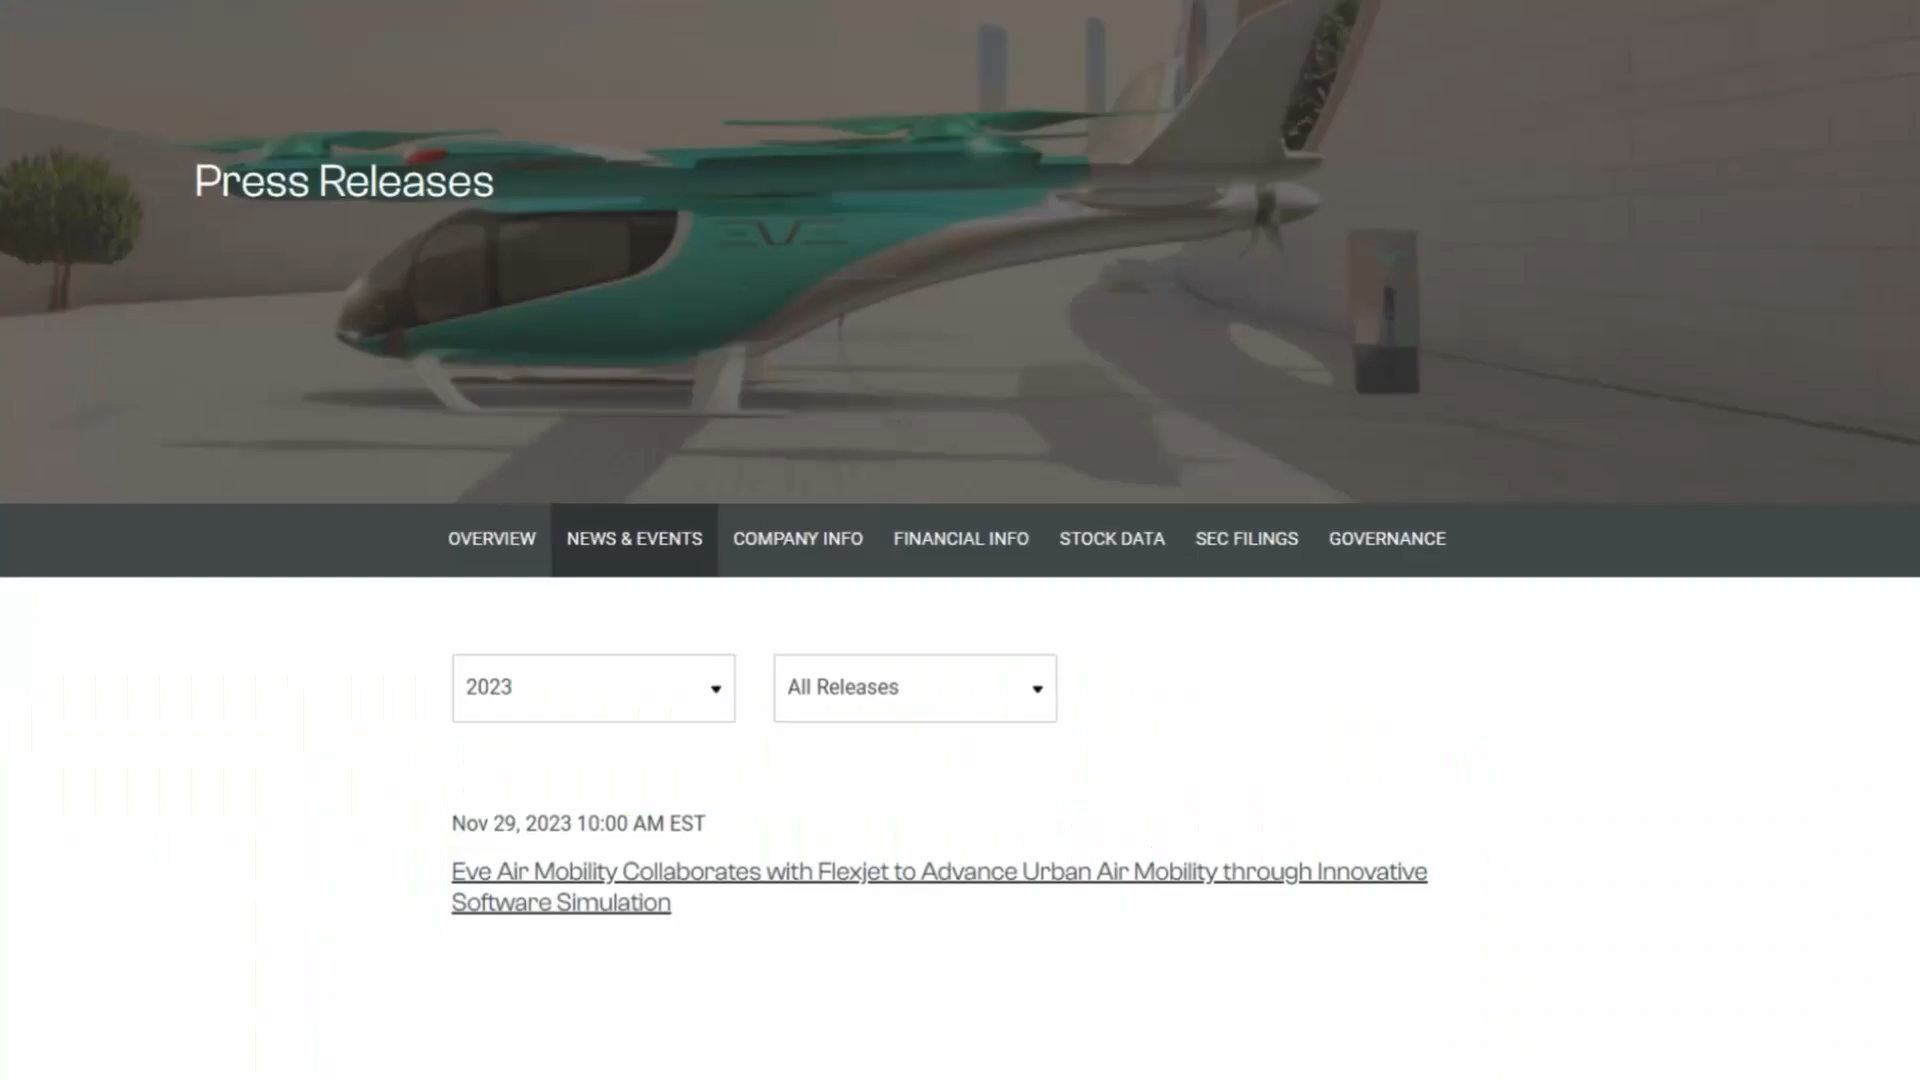 Press Releases
EVE
OVERVIEW NEWS & EVENTS COMPANY INFO FINANCIAL INFO STOCK DATA SEC FILINGS GOVERNANCE
2023 All Releases
Nov 29, 2023 10:00 AM EST
Eve Air Mobility Collaborates with Flexjet to Advance Urban Air Mobility through Innovative
Software Simulation